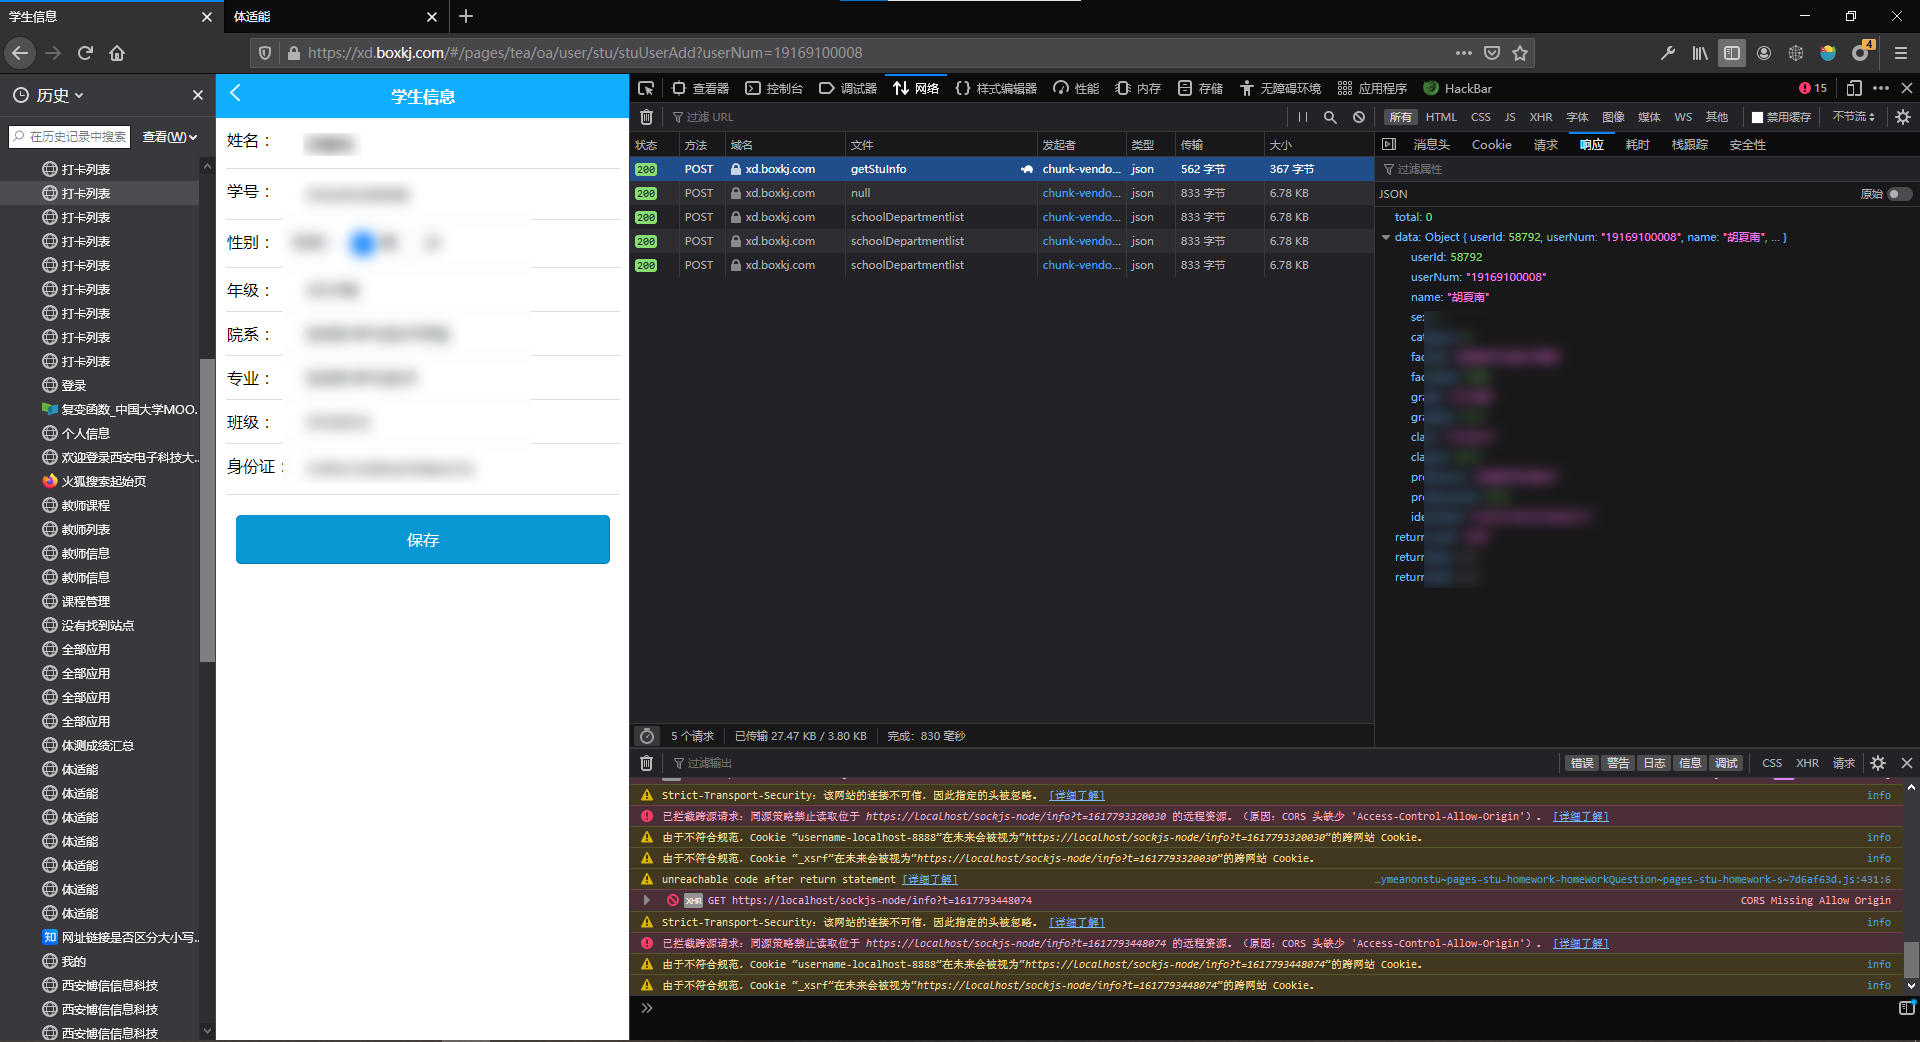 学生信息
体适能
https://xd.boxkj.com/#/pages/tea/oa/user/stu/stuUserAdd?userNum=19169100008
4
历史
在历史记录中搜索
查看(W)
打卡列表
打卡列表
打卡列表
打卡列表
打卡列表
打卡列表
打卡列表
打卡列表
打卡列表
登录
复变函数_中国大学MOO.
个人信息
欢迎登录西安电子科技大...
火狐搜索起始页
教师课程
教师列表
教师信息
教师信息
课程管理
没有找到站点
全部应用
全部应用
全部应用
全部应用
体测成绩汇总
体适能
体适能
体适能
体适能
体适能
体适能
体适能
知 网址链接是否区分大小写...
我的
西安博信信息科技
西安博信信息科技
西安博信信息科技
学生信息
姓名：
学号：
性别：
年级：
院系：
专业：
班级：
身份证：
保存
查看器 控制台 调试器 网络 样式编辑器 性能 内存 存储 无障碍环境 应用程序 HackBar 15
过滤 URL
所有 HTML CSS JS XHR 字体 图像 媒体 WS 其他 禁用缓存 不节流
状态 方法 域名 文件 发起者 类型 传输 大小
200 POST xd.boxkj.com getStuInfo chunk-vendo... json 562 字节 367 字节
200 POST xd.boxkj.com null chunk-vendo... json 833 字节 6.78 KB
200 POST xd.boxkj.com schoolDepartmentlist chunk-vendo... json 833 字节 6.78 KB
200 POST xd.boxkj.com schoolDepartmentlist chunk-vendo... json 833 字节 6.78 KB
200 POST xd.boxkj.com schoolDepartmentlist chunk-vendo... json 833 字节 6.78 KB
消息头 Cookie 请求 响应 耗时 栈跟踪 安全性
过滤属性
JSON 原始
total: 0
data: Object { userId: 58792, userNum: "19169100008", name: "胡夏南", ... }
userId: 58792
userNum: "19169100008"
name: "胡夏南"
se
ca
fac
fac
gra
gra
cla
cla
pr
pr
ide
return
return
return
5 个请求 已传输 27.47 KB / 3.80 KB 完成：830 毫秒
过滤输出
错误 警告 日志 信息 调试 CSS XHR 请求
Strict-Transport-Security：该网站的连接不可信，因此指定的头被忽略。 [详细了解] info
已拦截跨源请求：同源策略禁止读取位于 https://localhost/sockjs-node/info?t=1617793320030 的远程资源。（原因：CORS 头缺少 'Access-Control-Allow-Origin'）。 [详细了解]
由于不符合规范，Cookie “username-localhost-8888”在未来会被视为“https://localhost/sockjs-node/info?t=1617793320030”的跨网站 Cookie。 info
由于不符合规范，Cookie “_xsrf”在未来会被视为“https://localhost/sockjs-node/info?t=1617793320030”的跨网站 Cookie。 info
unreachable code after return statement [详细了解] …ymeanonstu~pages-stu-homework-homeWorkQuestion~pages-stu-homework-s~7d6af63d.js:431:6
XHR GET https://localhost/sockjs-node/info?t=1617793448074 CORS Missing Allow Origin
Strict-Transport-Security：该网站的连接不可信，因此指定的头被忽略。 [详细了解] info
已拦截跨源请求：同源策略禁止读取位于 https://localhost/sockjs-node/info?t=1617793448074 的远程资源。（原因：CORS 头缺少 'Access-Control-Allow-Origin'）。 [详细了解]
由于不符合规范，Cookie “username-localhost-8888”在未来会被视为“https://localhost/sockjs-node/info?t=1617793448074”的跨网站 Cookie。 info
由于不符合规范，Cookie “_xsrf”在未来会被视为“https://localhost/sockjs-node/info?t=1617793448074”的跨网站 Cookie。 info